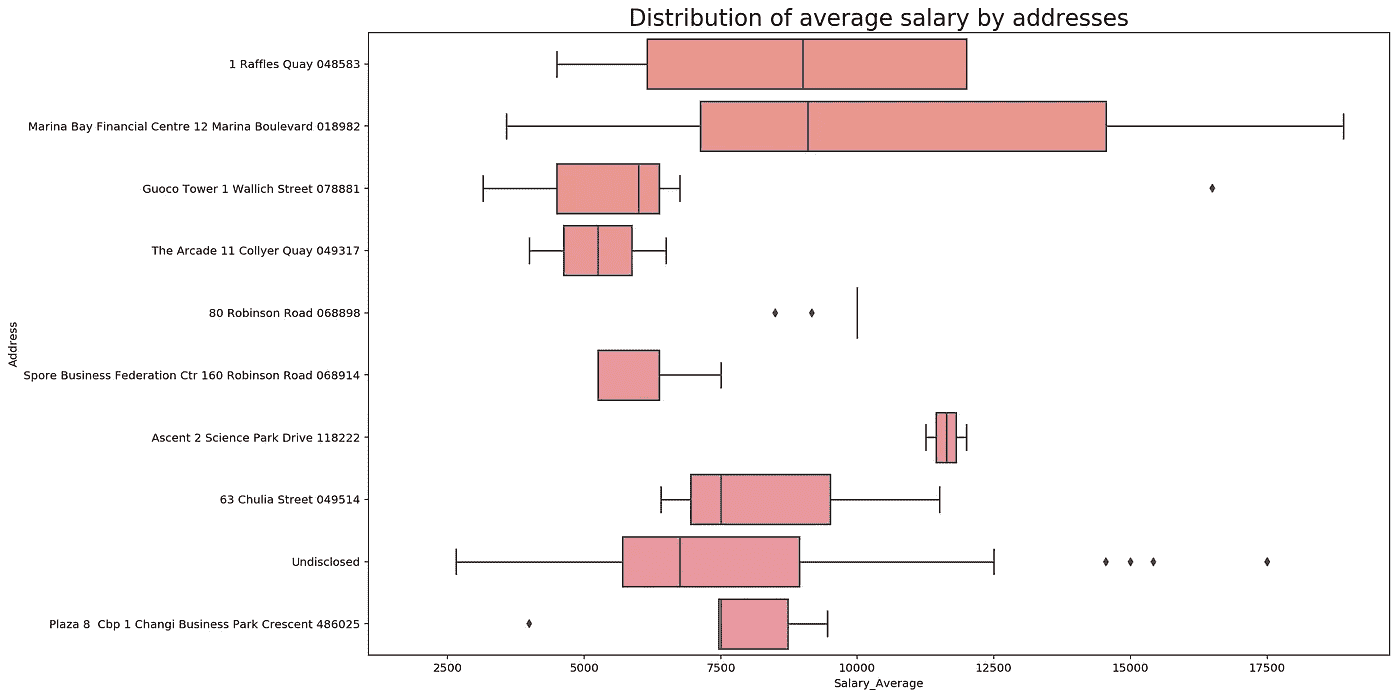 Distribution of average salary by addresses
Address
1 Raffles Quay 048583
Marina Bay Financial Centre 12 Marina Boulevard 018982
Guoco Tower 1 Wallich Street 078881
The Arcade 11 Collyer Quay 049317
80 Robinson Road 068898
Spore Business Federation Ctr 160 Robinson Road 068914
Ascent 2 Science Park Drive 118222
63 Chulia Street 049514
Undisclosed
Plaza 8  Cbp 1 Changi Business Park Crescent 486025
2500 5000 7500 10000 12500 15000 17500
Salary_Average